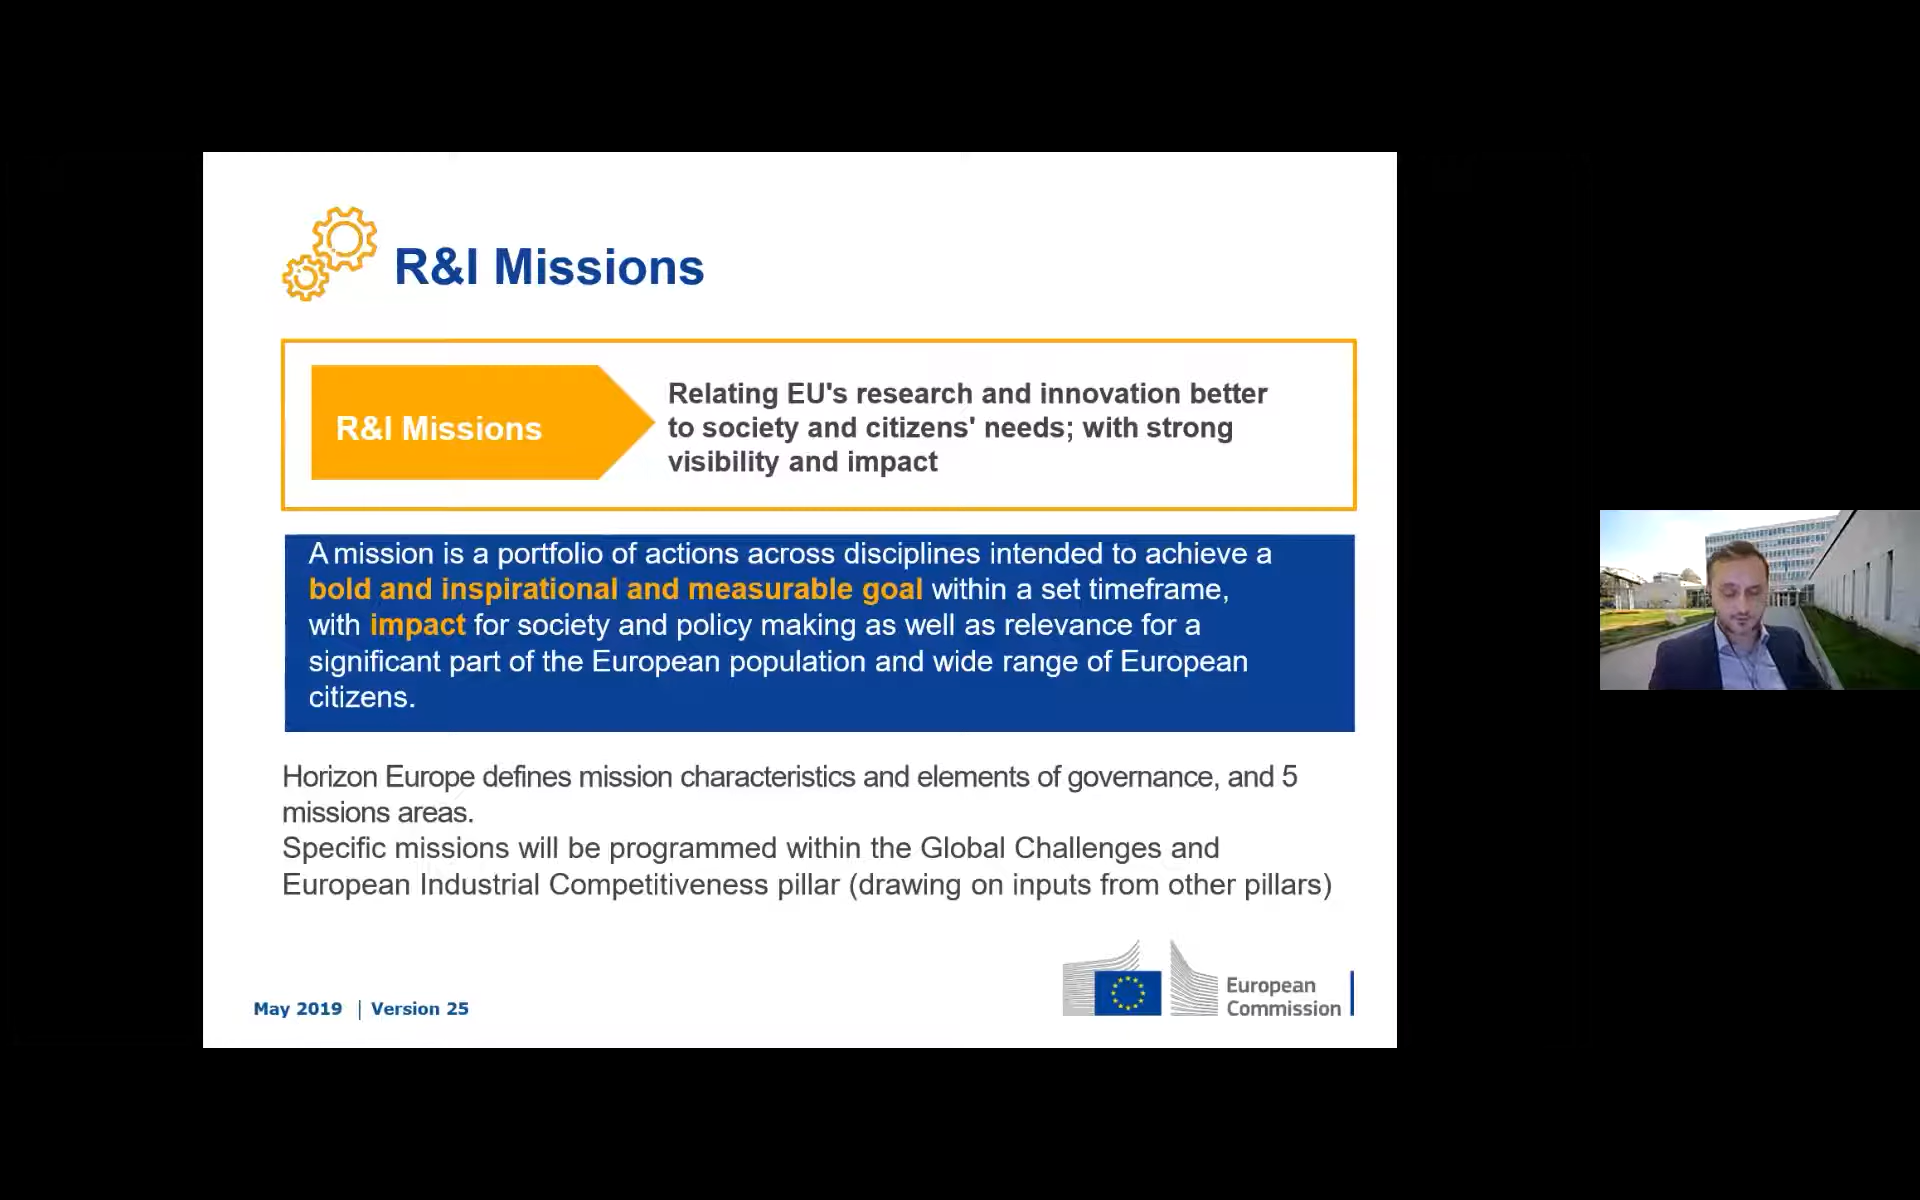 R&I Missions
R&I Missions
Relating EU's research and innovation better
to society and citizens' needs; with strong
visibility and impact
A mission is a portfolio of actions across disciplines intended to achieve a
bold and inspirational and measurable goal within a set timeframe,
with impact for society and policy making as well as relevance for a
significant part of the European population and wide range of European
citizens.
Horizon Europe defines mission characteristics and elements of governance, and 5
missions areas.
Specific missions will be programmed within the Global Challenges and
European Industrial Competitiveness pillar (drawing on inputs from other pillars)
European
Commission
May 2019 | Version 25